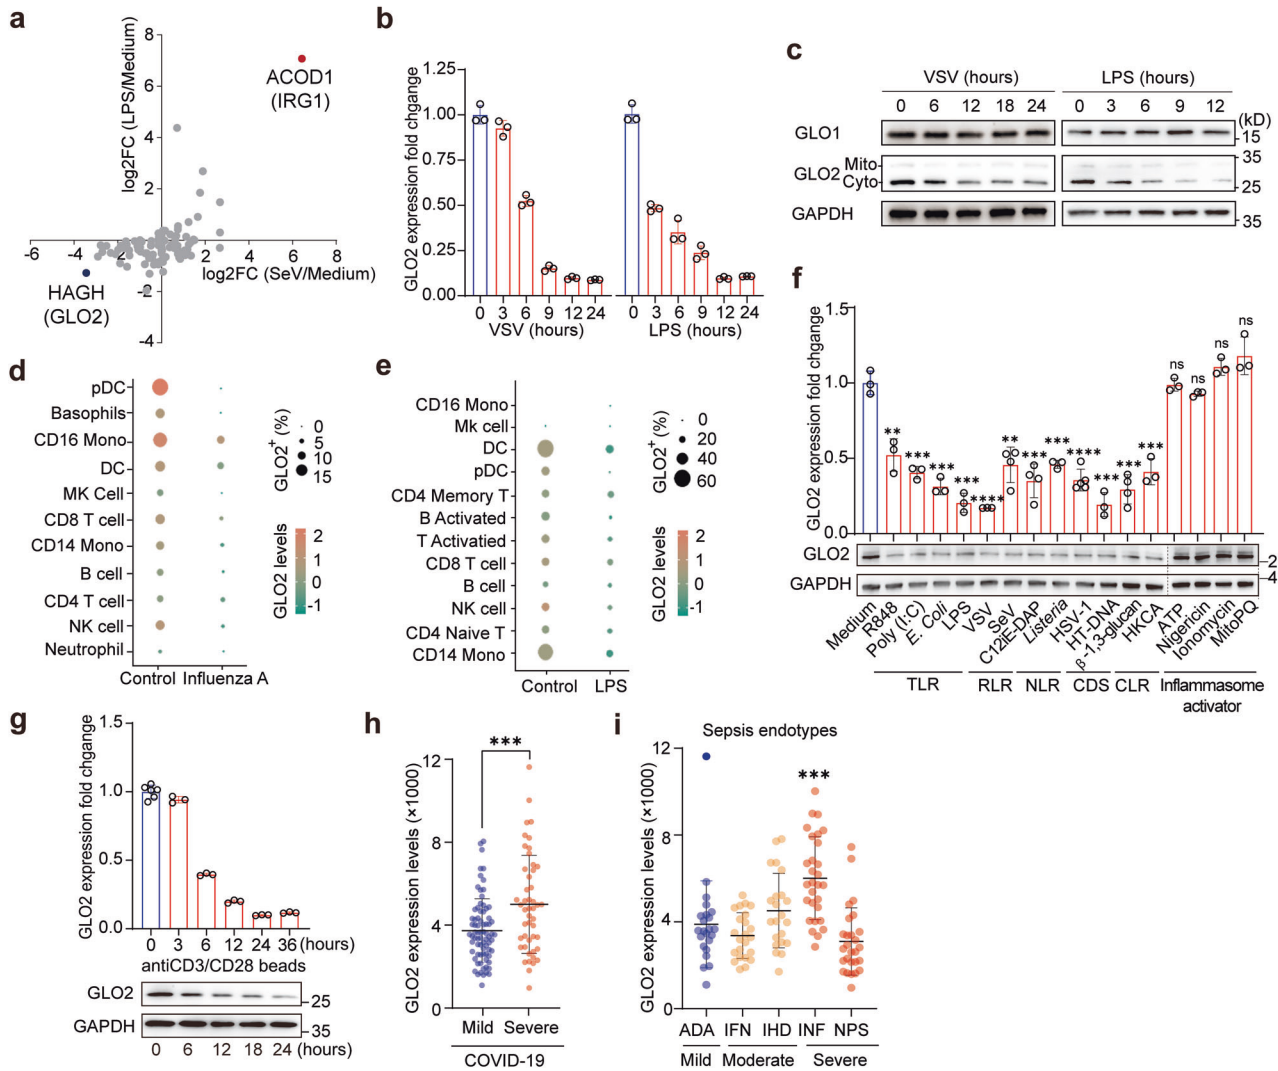 a
8
6
4
2
-2
-4
-6
-4
-2
2
4
6
8
log2FC (LPS/Medium)
log2FC (SeV/Medium)
ACOD1
(IRG1)
HAGH
(GLO2)
b
GLO2 expression fold chgange
1.25
1.00
0.75
0.50
0.25
0.00
0 3 6 9 12 24
VSV (hours)
0 3 6 9 12 24
LPS (hours)
c
VSV (hours)
LPS (hours)
0 6 12 18 24
0 3 6 9 12
(kD)
GLO1
15
35
GLO2
Mito
Cyto
25
GAPDH
35
d
pDC
Basophils
CD16 Mono
DC
MK Cell
CD8 T cell
CD14 Mono
B cell
CD4 T cell
NK cell
Neutrophil
Control Influenza A
GLO2+ (%)
0
5
10
15
GLO2 levels
2
1
0
-1
e
CD16 Mono
Mk cell
DC
pDC
CD4 Memory T
B Activated
T Activatied
CD8 T cell
B cell
NK cell
CD4 Naive T
CD14 Mono
Control LPS
GLO2+ (%)
0
20
40
60
GLO2 levels
2
1
0
-1
f
GLO2 expression fold chgange
1.5
1.0
0.5
0.0
** *** *** *** **** ** *** *** **** *** *** *** ns ns ns ns
GLO2
2
GAPDH
4
Medium
R848
Poly (I:C)
E. Coli
LPS
VSV
SeV
C12IE-DAP
Listeria
HSV-1
HT-DNA
β-1,3-glucan
HKCA
ATP
Nigericin
Ionomycin
MitoPQ
TLR RLR NLR CDS CLR Inflammasome
activator
g
GLO2 expression fold chgange
1.5
1.0
0.5
0.0
0 3 6 12 24 36 (hours)
antiCD3/CD28 beads
GLO2
25
GAPDH
35
0 6 12 18 24 (hours)
h
GLO2 expression levels (×1000)
12
8
4
0
***
Mild Severe
COVID-19
i
Sepsis endotypes
GLO2 expression levels (×1000)
12
8
4
0
***
ADA IFN IHD INF NPS
Mild Moderate Severe